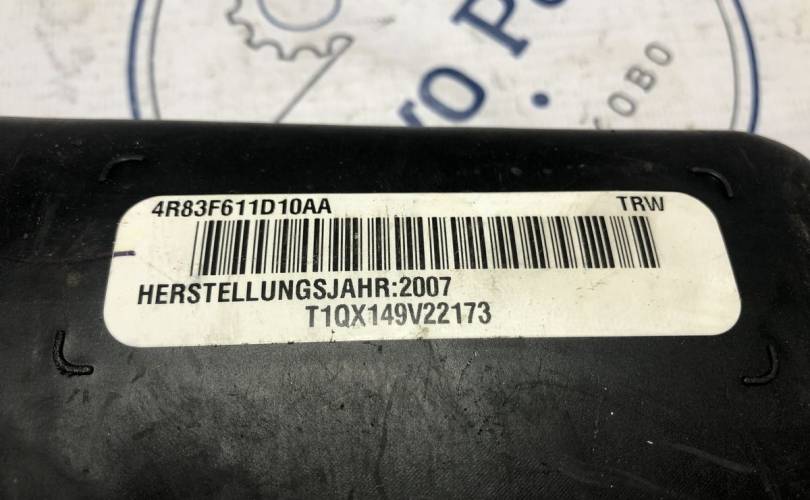 4R83F611D10AA TRW
HERSTELLUNGSJAHR:2007
T1QX149V22173